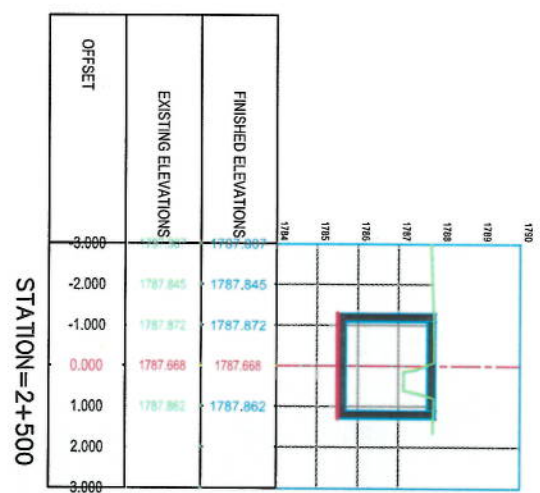 1790
1789
1788
1787
1786
1785
1784
FINISHED ELEVATIONS 1787.845 1787.872 1787.668 1787.862
EXISTING ELEVATIONS 1787.845 1787.872 1787.668 1787.862
OFFSET -3.000 -2.000 -1.000 0.000 1.000 2.000 3.000
STATION=2+500